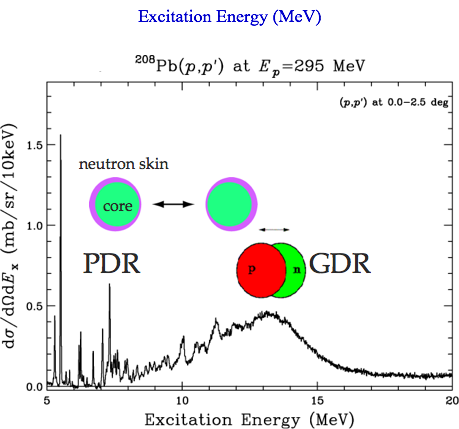 Excitation Energy (MeV)
²⁰⁸Pb(p,p′) at Eₚ=295 MeV
(p,p′) at 0.0−2.5 deg
neutron skin
core
PDR
p
n
GDR
dσ/dΩdEₓ (mb/sr/10keV)
1.5
1.0
0.5
0.0
5
10
15
20
Excitation Energy (MeV)